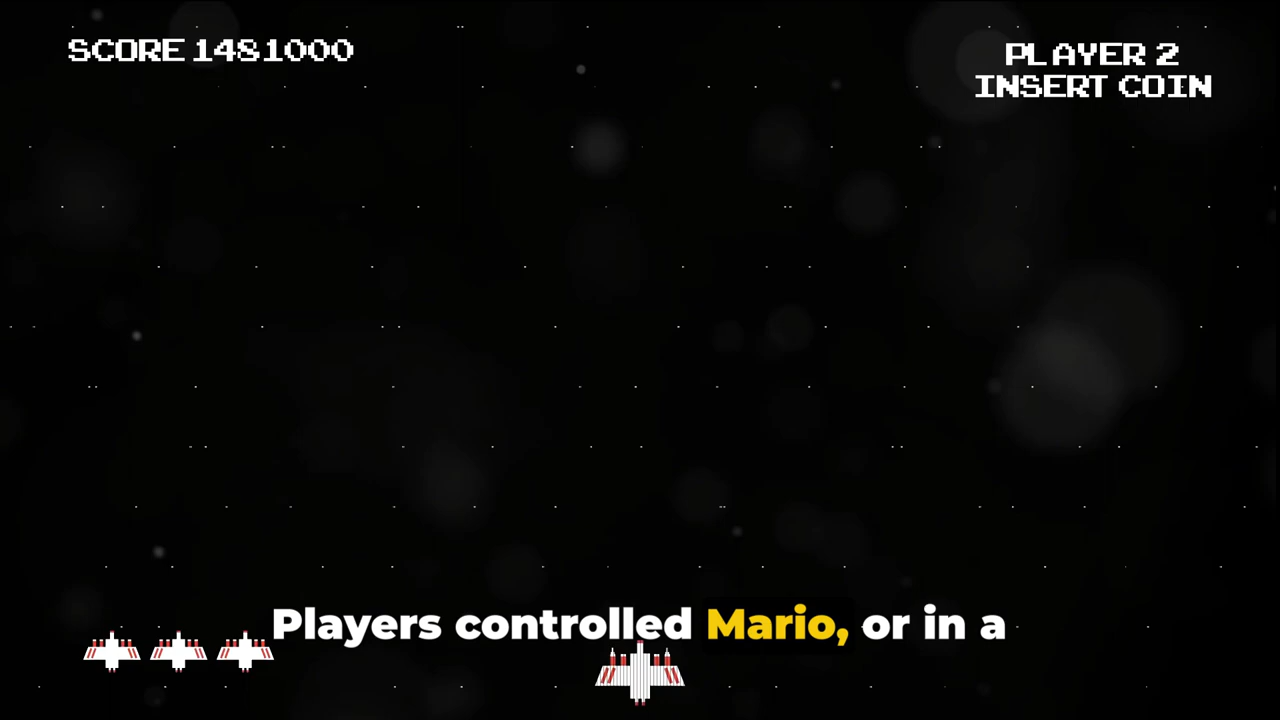 SCORE 1481000
PLAYER 2
INSERT COIN
Players controlled Mario, or in a